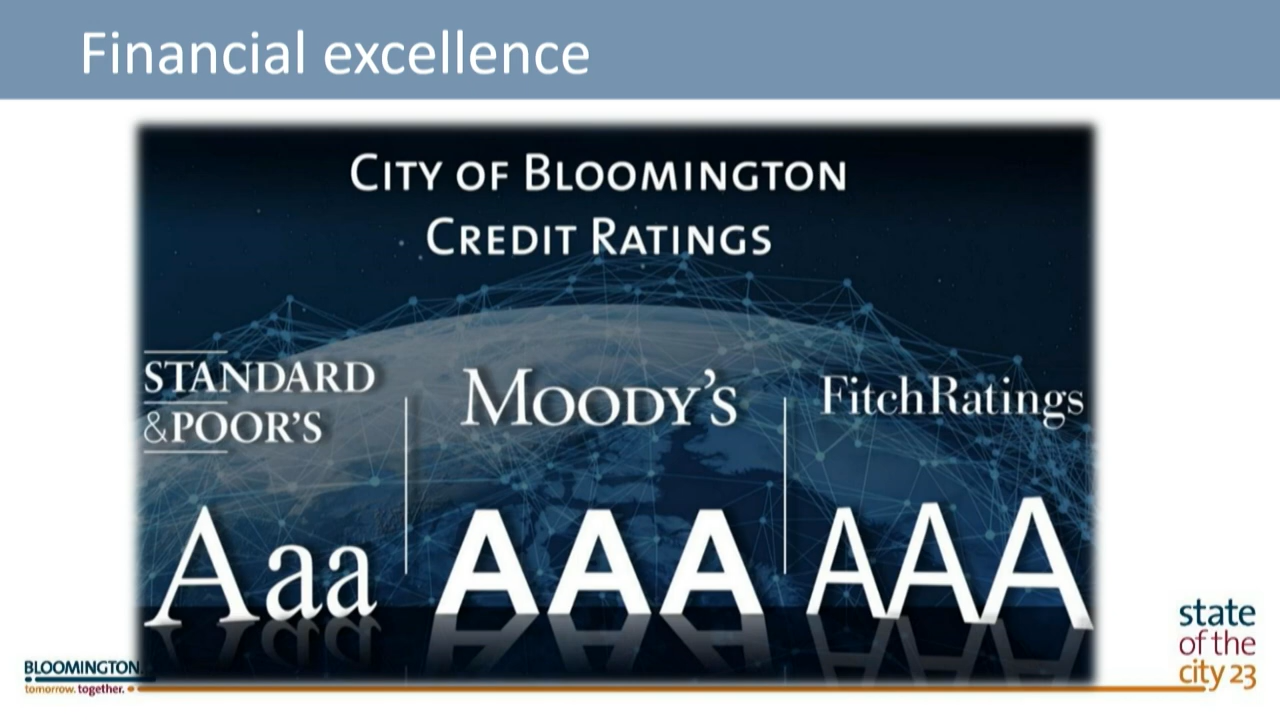 Financial excellence
CITY OF BLOOMINGTON
CREDIT RATINGS
STANDARD
&POOR'S
Aaa
MOODY'S
AAA
FitchRatings
AAA
BLOOMINGTON.
tomorrow. together.
state
of the
city 23